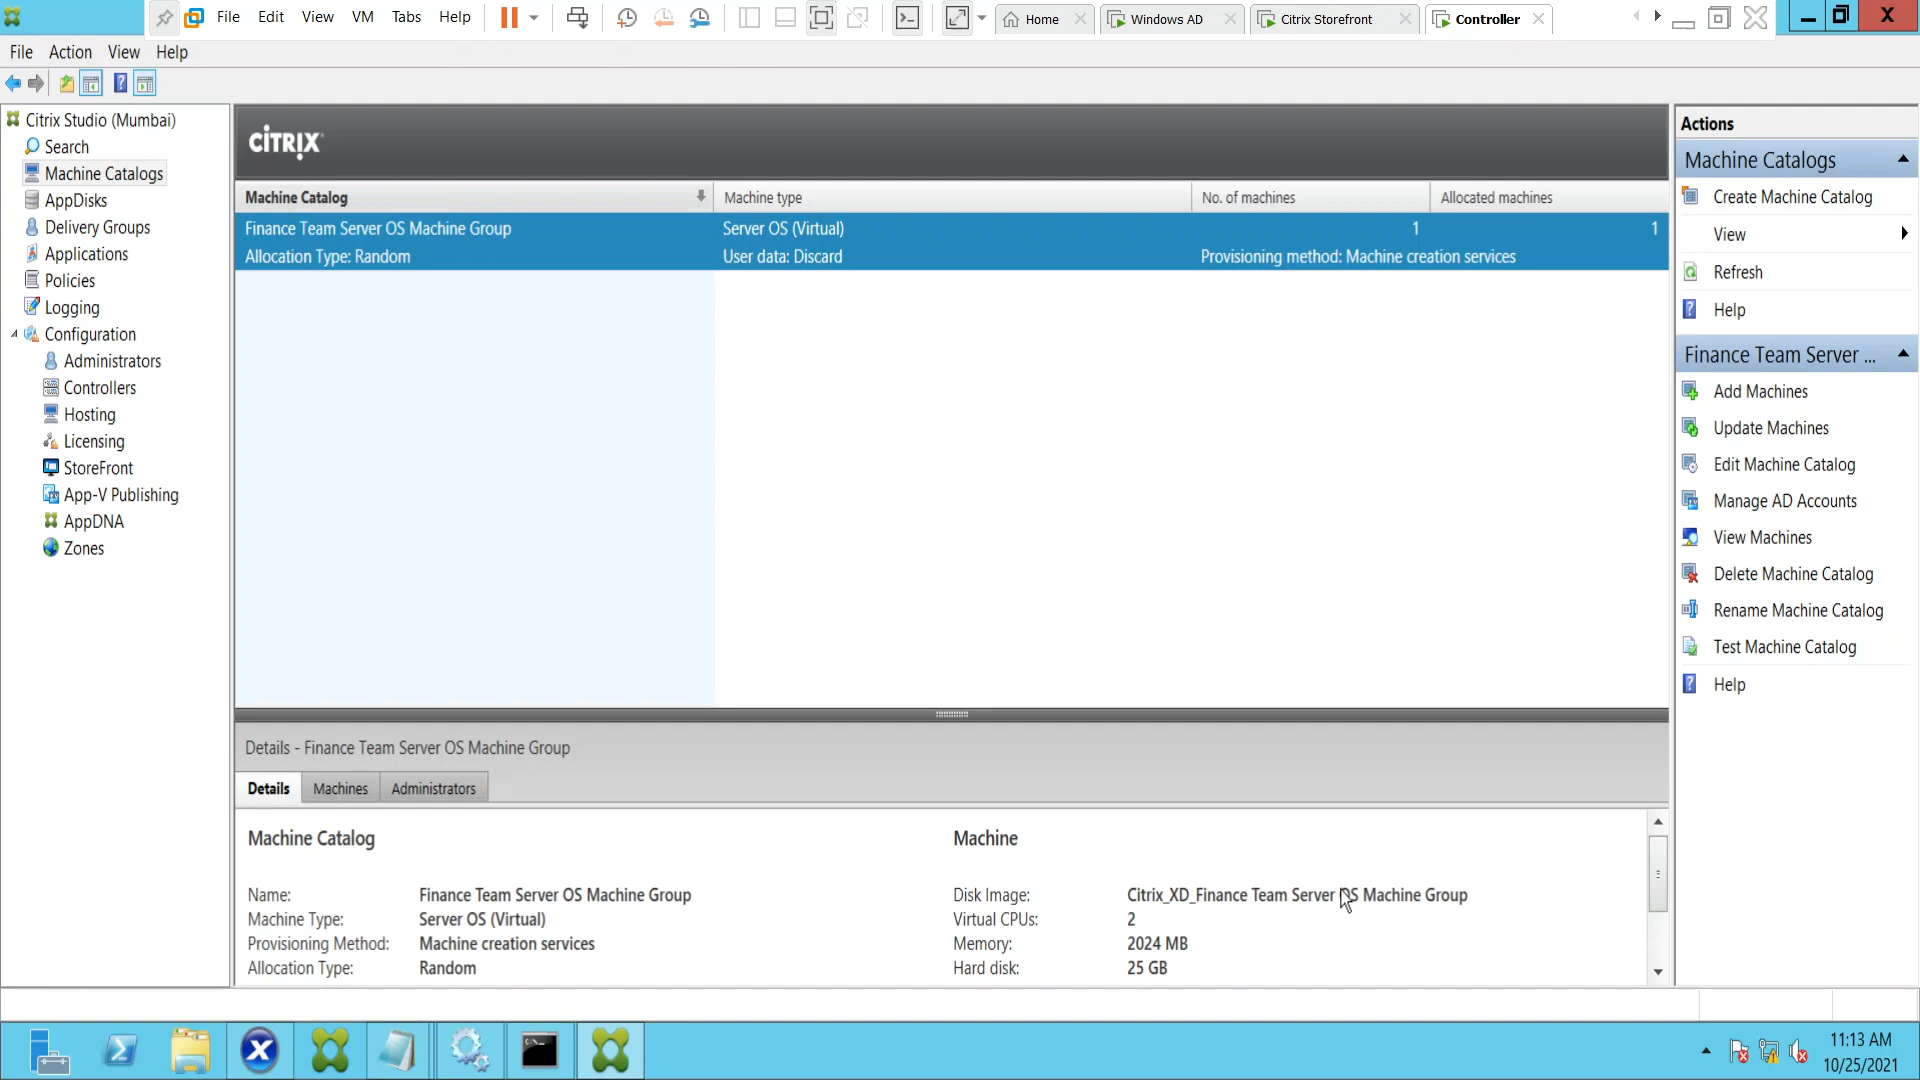 File Edit View VM Tabs Help
Home Windows AD Citrix Storefront Controller
File Action View Help
Citrix Studio (Mumbai)
Search
Machine Catalogs
AppDisks
Delivery Groups
Applications
Policies
Logging
Configuration
Administrators
Controllers
Hosting
Licensing
StoreFront
App-V Publishing
AppDNA
Zones
CITRIX
Machine Catalog Machine type No. of machines Allocated machines
Finance Team Server OS Machine Group Server OS (Virtual) 1 1
Allocation Type: Random User data: Discard Provisioning method: Machine creation services
Details - Finance Team Server OS Machine Group
Details Machines Administrators
Machine Catalog Machine
Name: Finance Team Server OS Machine Group Disk Image: Citrix_XD_Finance Team Server OS Machine Group
Machine Type: Server OS (Virtual) Virtual CPUs: 2
Provisioning Method: Machine creation services Memory: 2024 MB
Allocation Type: Random Hard disk: 25 GB
Actions
Machine Catalogs
Create Machine Catalog
View
Refresh
Help
Finance Team Server ...
Add Machines
Update Machines
Edit Machine Catalog
Manage AD Accounts
View Machines
Delete Machine Catalog
Rename Machine Catalog
Test Machine Catalog
Help
11:13 AM
10/25/2021